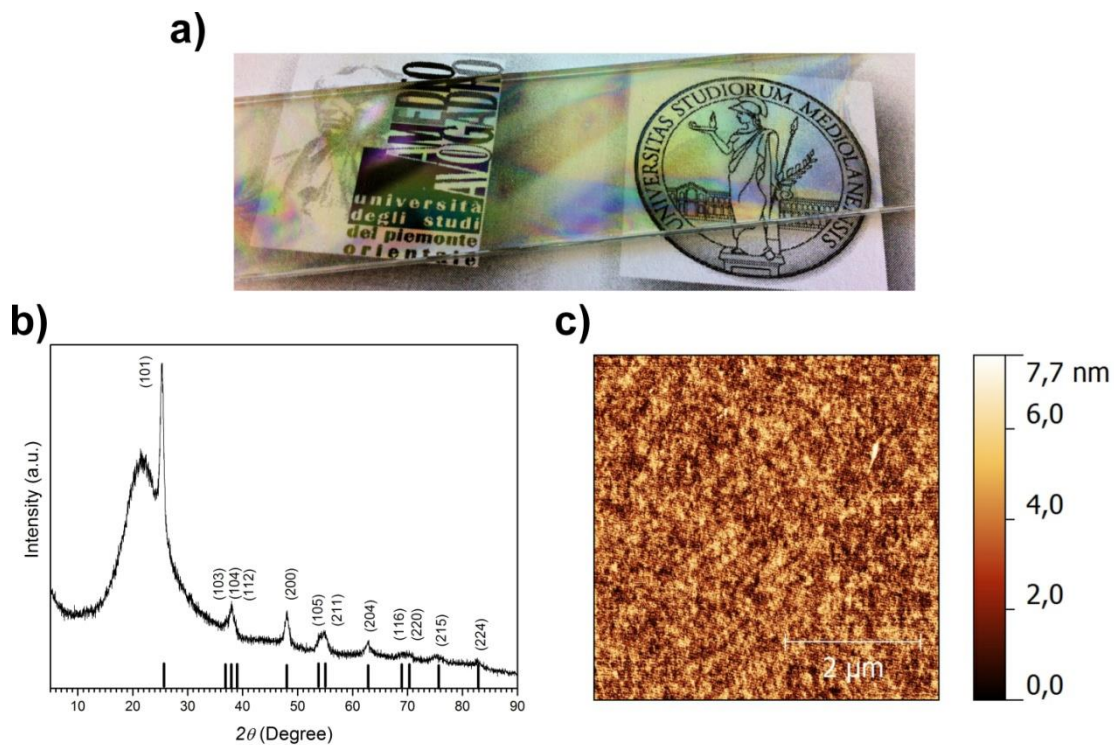 a)
AMEDEO
AVOGADRO
università
degli studi
del piemonte
orientale
UNIVERSITAS STUDIORUM MEDIOLANENSIS
b)
Intensity (a.u.)
(101)
(103)
(104)
(112)
(200)
(105)
(211)
(204)
(116)
(220)
(215)
(224)
10 20 30 40 50 60 70 80 90
2θ (Degree)
c)
2 µm
7,7 nm
6,0
4,0
2,0
0,0